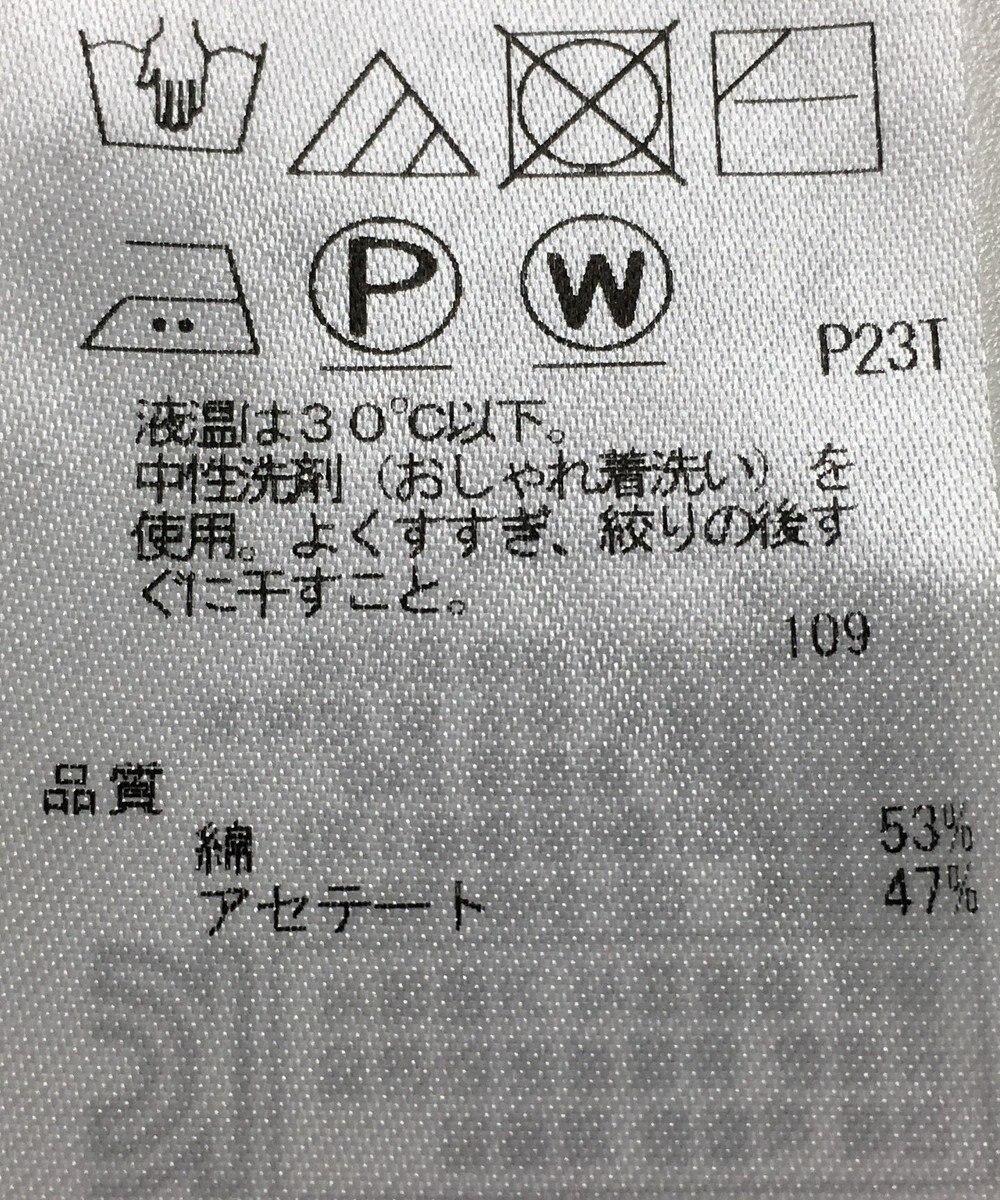 P
W
P23T
液温は30℃以下。
中性洗剤（おしゃれ着洗い）を
使用。よくすすぎ、絞りの後す
ぐに干すこと。
109
品質
綿 53%
アセテート 47%